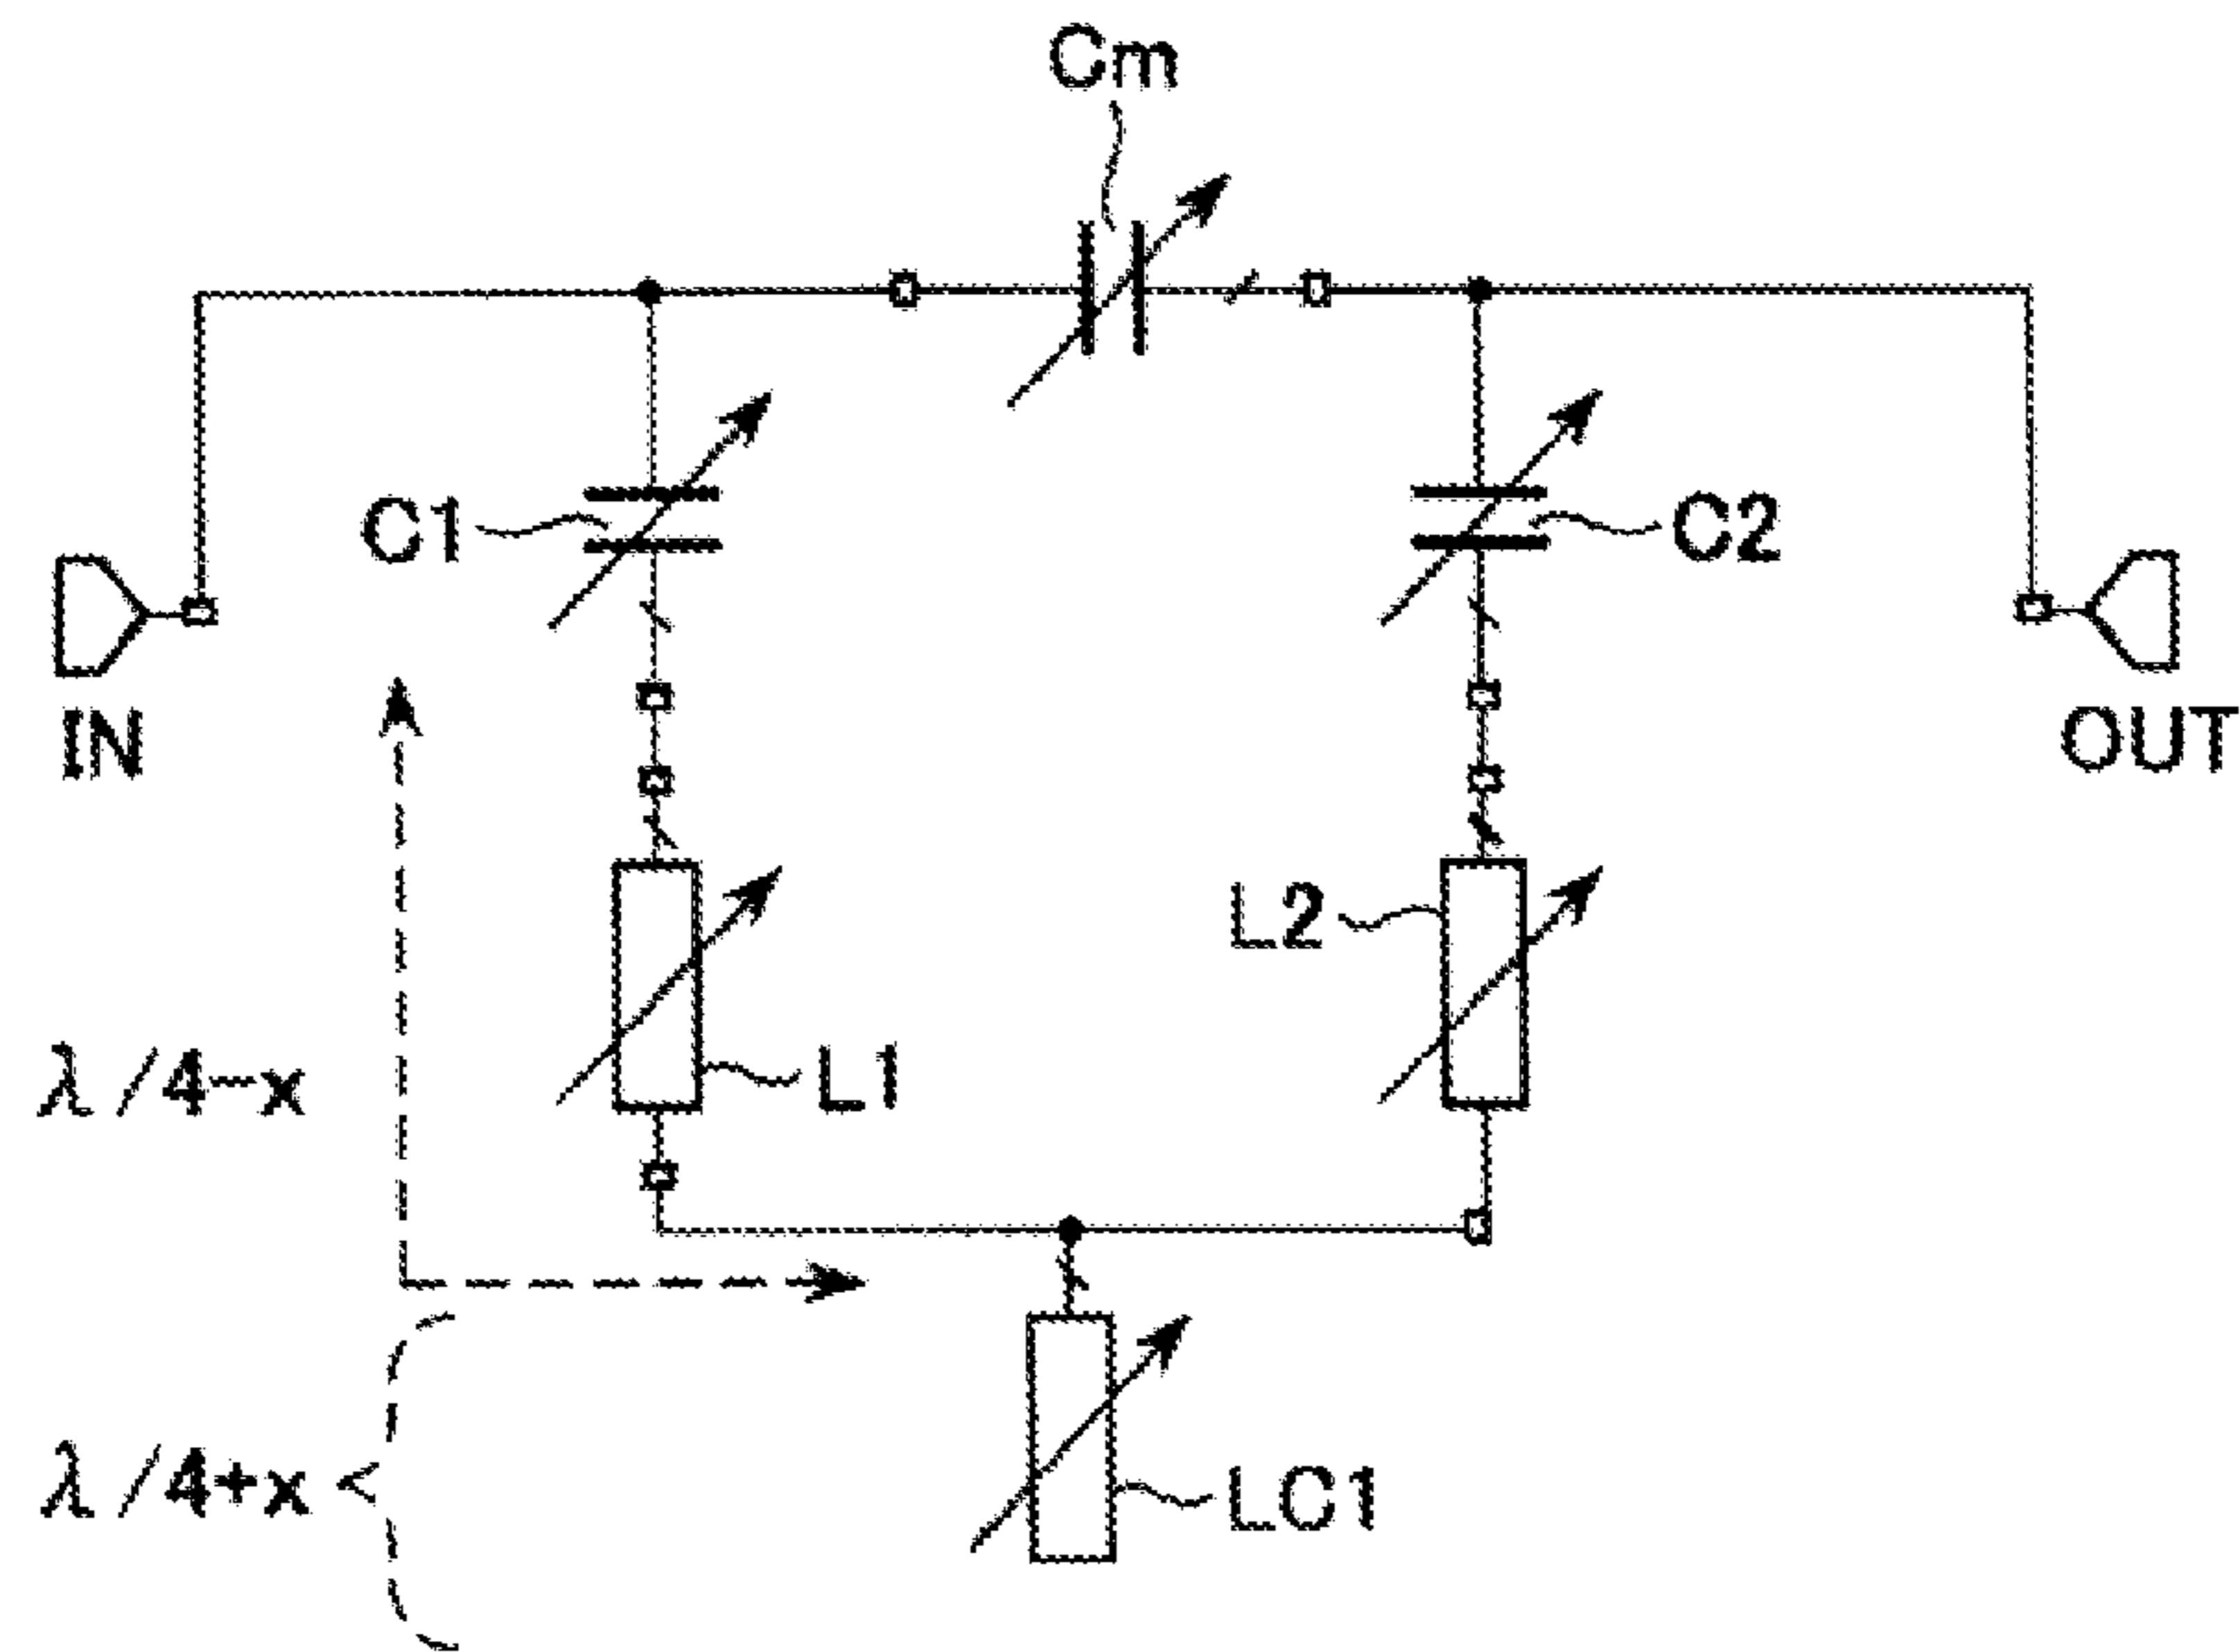 Cm
C1
C2
IN
OUT
L2
λ/4-x
L1
λ/4+x
LC1